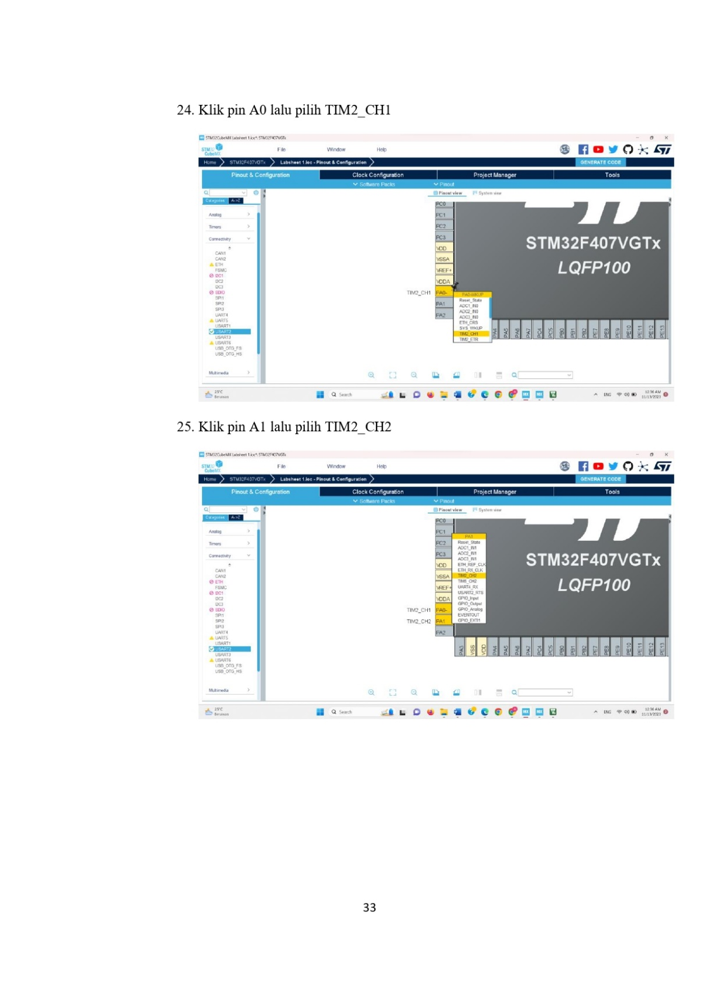 24. Klik pin A0 lalu pilih TIM2_CH1
STM32CubeMX Labsheet 1.ioc*: STM32F407VGTx
STM32 CubeMX
File Window Help
Home STM32F407VGTx Labsheet 1.ioc - Pinout & Configuration GENERATE CODE
Pinout & Configuration Clock Configuration Project Manager Tools
Software Packs Pinout
Pinout view System view
Categories A->Z
Analog
Timers
Connectivity
CAN1
CAN2
ETH
FSMC
I2C1
I2C2
I2C3
SDIO
SPI1
SPI2
SPI3
UART4
UART5
USART1
USART2
USART3
USART6
USB_OTG_FS
USB_OTG_HS
Multimedia
PC0
PC1
PC2
PC3
VDD
VSSA
VREF+
VDDA
TIM2_CH1 PA0-
PA1
PA2
PA0-WKUP
Reset_State
ADC1_IN0
ADC2_IN0
ADC3_IN0
ETH_CRS
SYS_WKUP
TIM2_CH1
TIM2_ETR
STM32F407VGTx
LQFP100
PA4 PA5 PA6 PA7 PC4 PC5 PB0 PB1 PB2 PE7 PE8 PE9 PE10 PE11 PE12 PE13
25°C
Berawan
Search
ENG
12:36 AM
11/13/2023
25. Klik pin A1 lalu pilih TIM2_CH2
STM32CubeMX Labsheet 1.ioc*: STM32F407VGTx
STM32 CubeMX
File Window Help
Home STM32F407VGTx Labsheet 1.ioc - Pinout & Configuration GENERATE CODE
Pinout & Configuration Clock Configuration Project Manager Tools
Software Packs Pinout
Pinout view System view
Categories A->Z
Analog
Timers
Connectivity
CAN1
CAN2
ETH
FSMC
I2C1
I2C2
I2C3
SDIO
SPI1
SPI2
SPI3
UART4
UART5
USART1
USART2
USART3
USART6
USB_OTG_FS
USB_OTG_HS
Multimedia
PC0
PC1
PC2
PC3
VDD
VSSA
VREF+
VDDA
TIM2_CH1 PA0-
TIM2_CH2 PA1
PA2
PA1
Reset_State
ADC1_IN1
ADC2_IN1
ADC3_IN1
ETH_REF_CLK
ETH_RX_CLK
TIM2_CH2
TIM5_CH2
UART4_RX
USART2_RTS
GPIO_Input
GPIO_Output
GPIO_Analog
EVENTOUT
GPIO_EXTI1
STM32F407VGTx
LQFP100
PA3 VSS VDD PA4 PA5 PA6 PA7 PC4 PC5 PB0 PB1 PB2 PE7 PE8 PE9 PE10 PE11 PE12 PE13
25°C
Berawan
Search
ENG
12:36 AM
11/13/2023
33